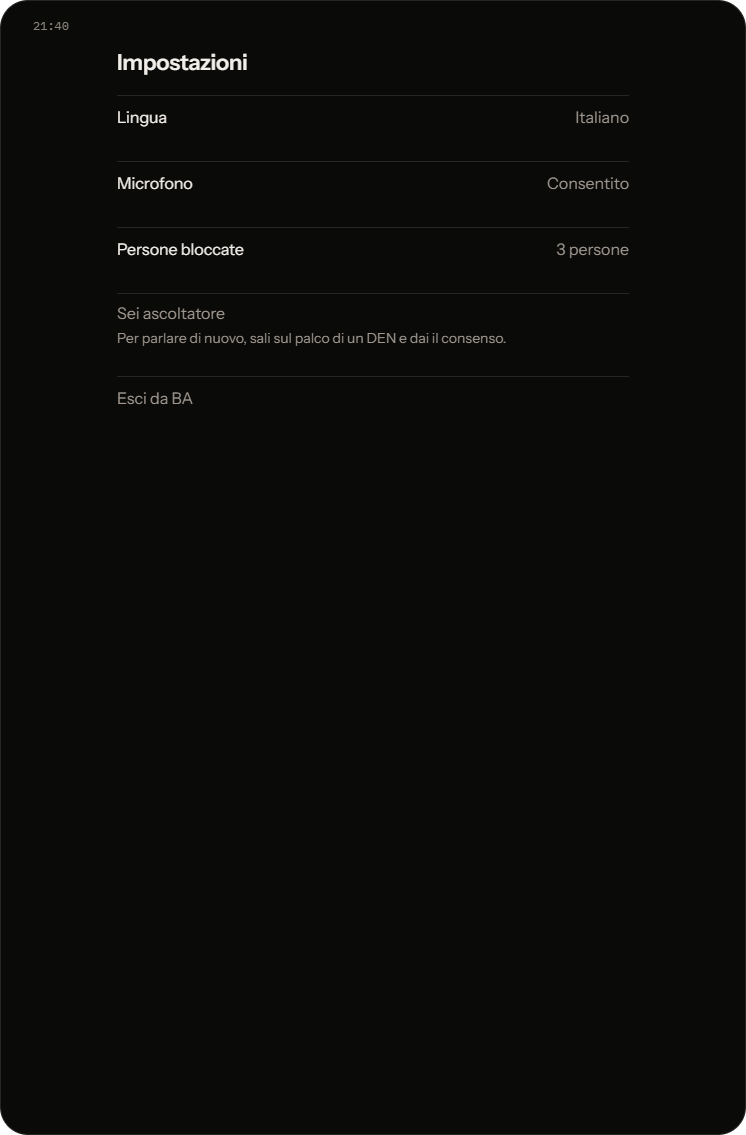 21:40
Impostazioni
Lingua Italiano
Microfono Consentito
Persone bloccate 3 persone
Sei ascoltatore
Per parlare di nuovo, sali sul palco di un DEN e dai il consenso.
Esci da BA